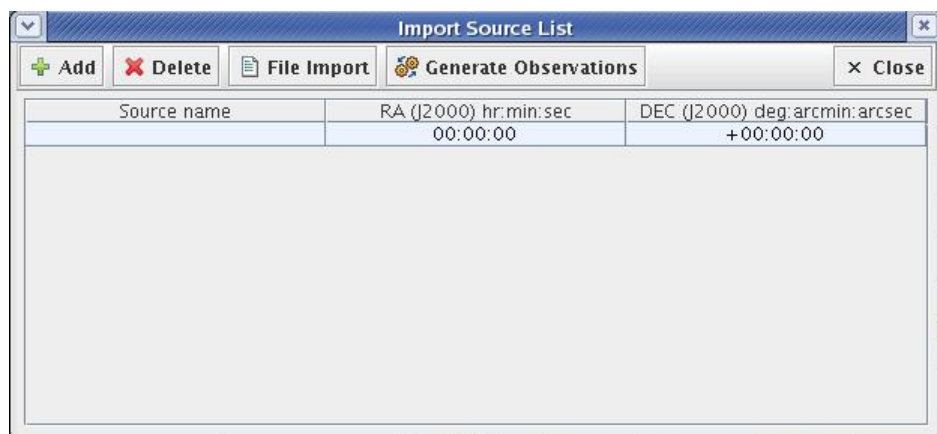 Import Source List
Add Delete File Import Generate Observations × Close
Source name RA (J2000) hr:min:sec DEC (J2000) deg:arcmin:arcsec
00:00:00 +00:00:00